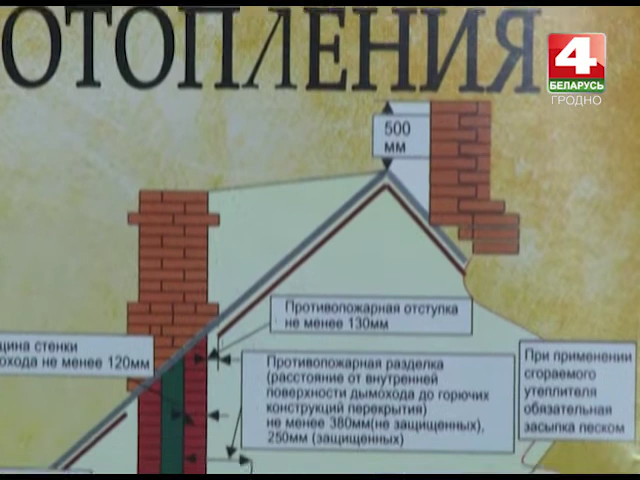 ОТОПЛЕНИЯ
4
БЕЛАРУСЬ
ГРОДНО
500
мм
Противопожарная отступка
не менее 130мм
стенки
не менее 120мм
Противопожарная разделка
(расстояние от внутренней
поверхности дымохода до горючих
конструкций перекрытия)
не менее 380мм(не защищенных),
250мм (защищенных)
При применении
сгораемого
утеплителя
обязательная
засыпка песком